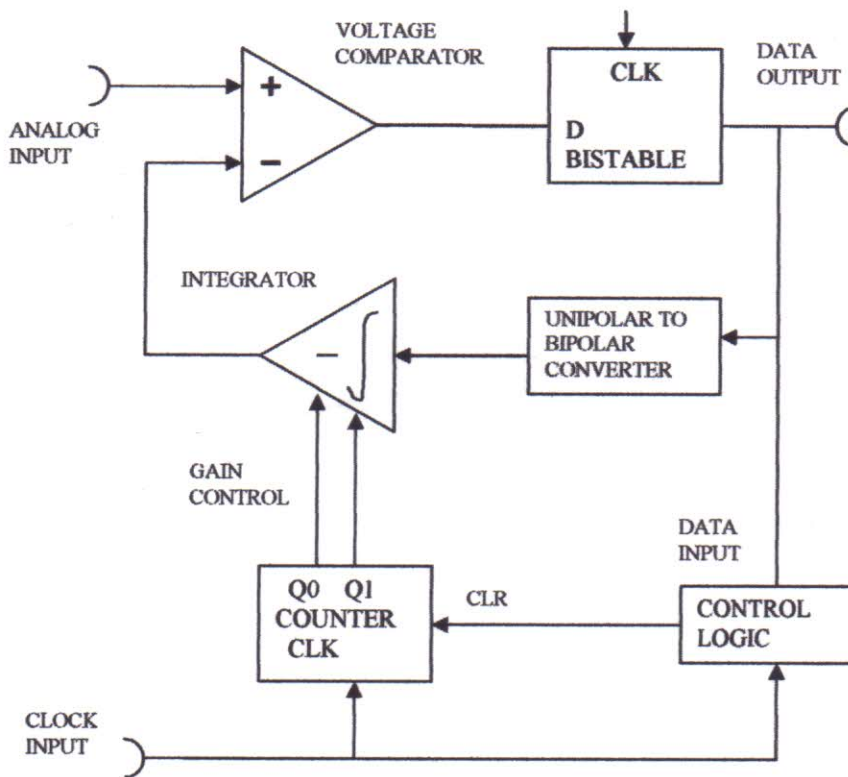 VOLTAGE
COMPARATOR
CLK
DATA
OUTPUT
+
ANALOG
INPUT
−
D
BISTABLE
INTEGRATOR
−
UNIPOLAR TO
BIPOLAR
CONVERTER
GAIN
CONTROL
DATA
INPUT
Q0 Q1
COUNTER
CLK
CLR
CONTROL
LOGIC
CLOCK
INPUT